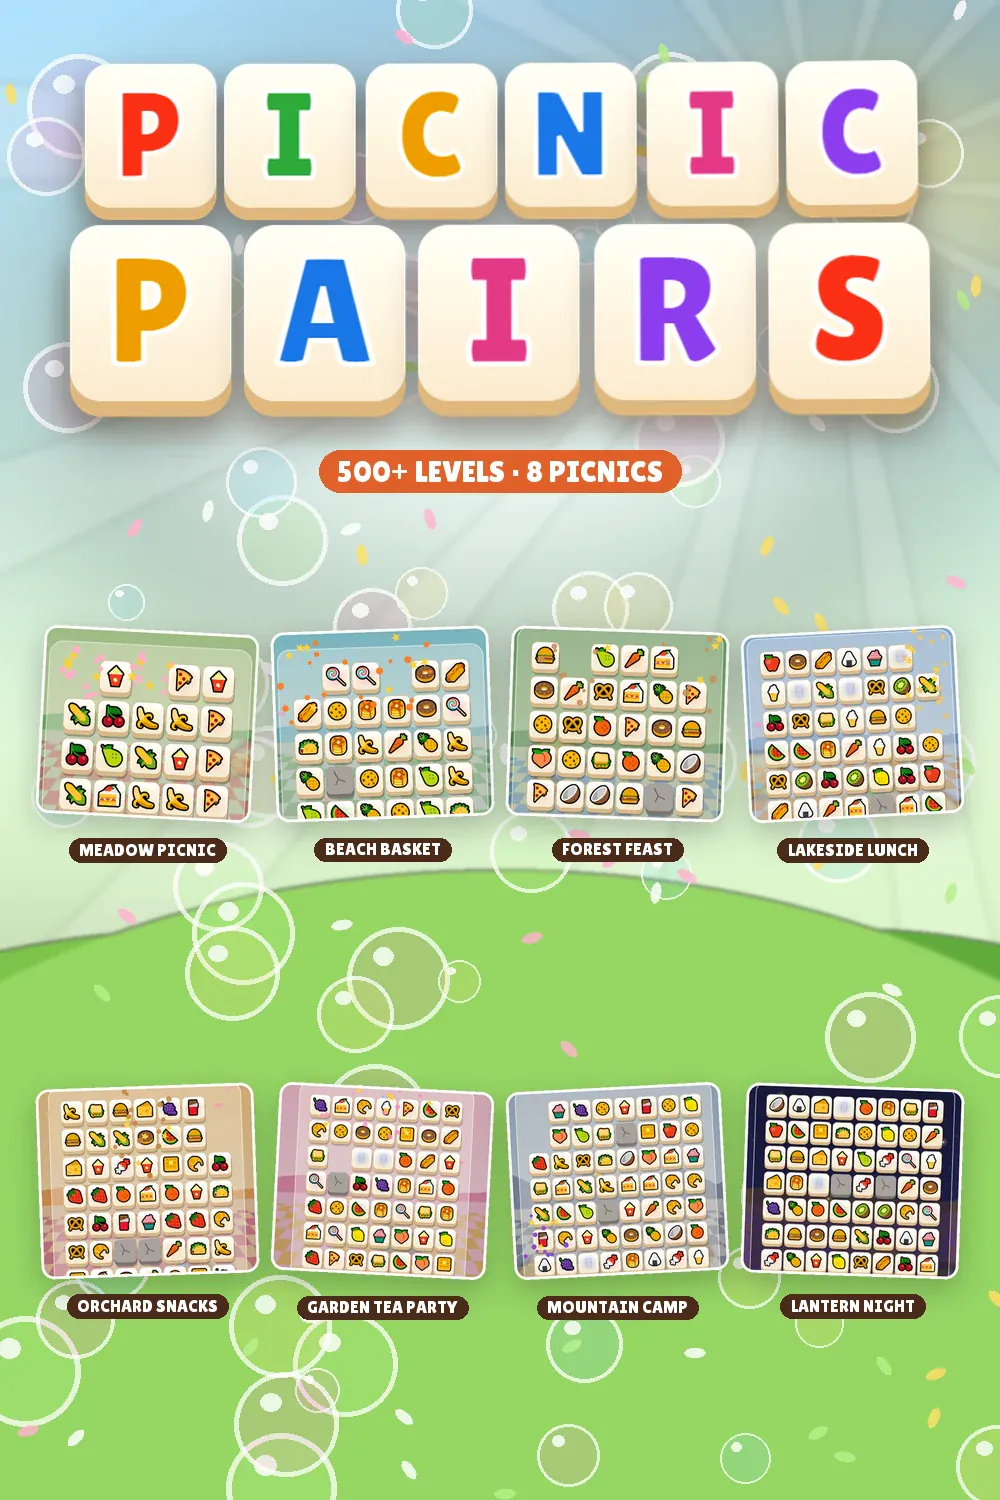 PICNIC
PAIRS
500+ LEVELS · 8 PICNICS
MEADOW PICNIC
BEACH BASKET
FOREST FEAST
LAKESIDE LUNCH
ORCHARD SNACKS
GARDEN TEA PARTY
MOUNTAIN CAMP
LANTERN NIGHT